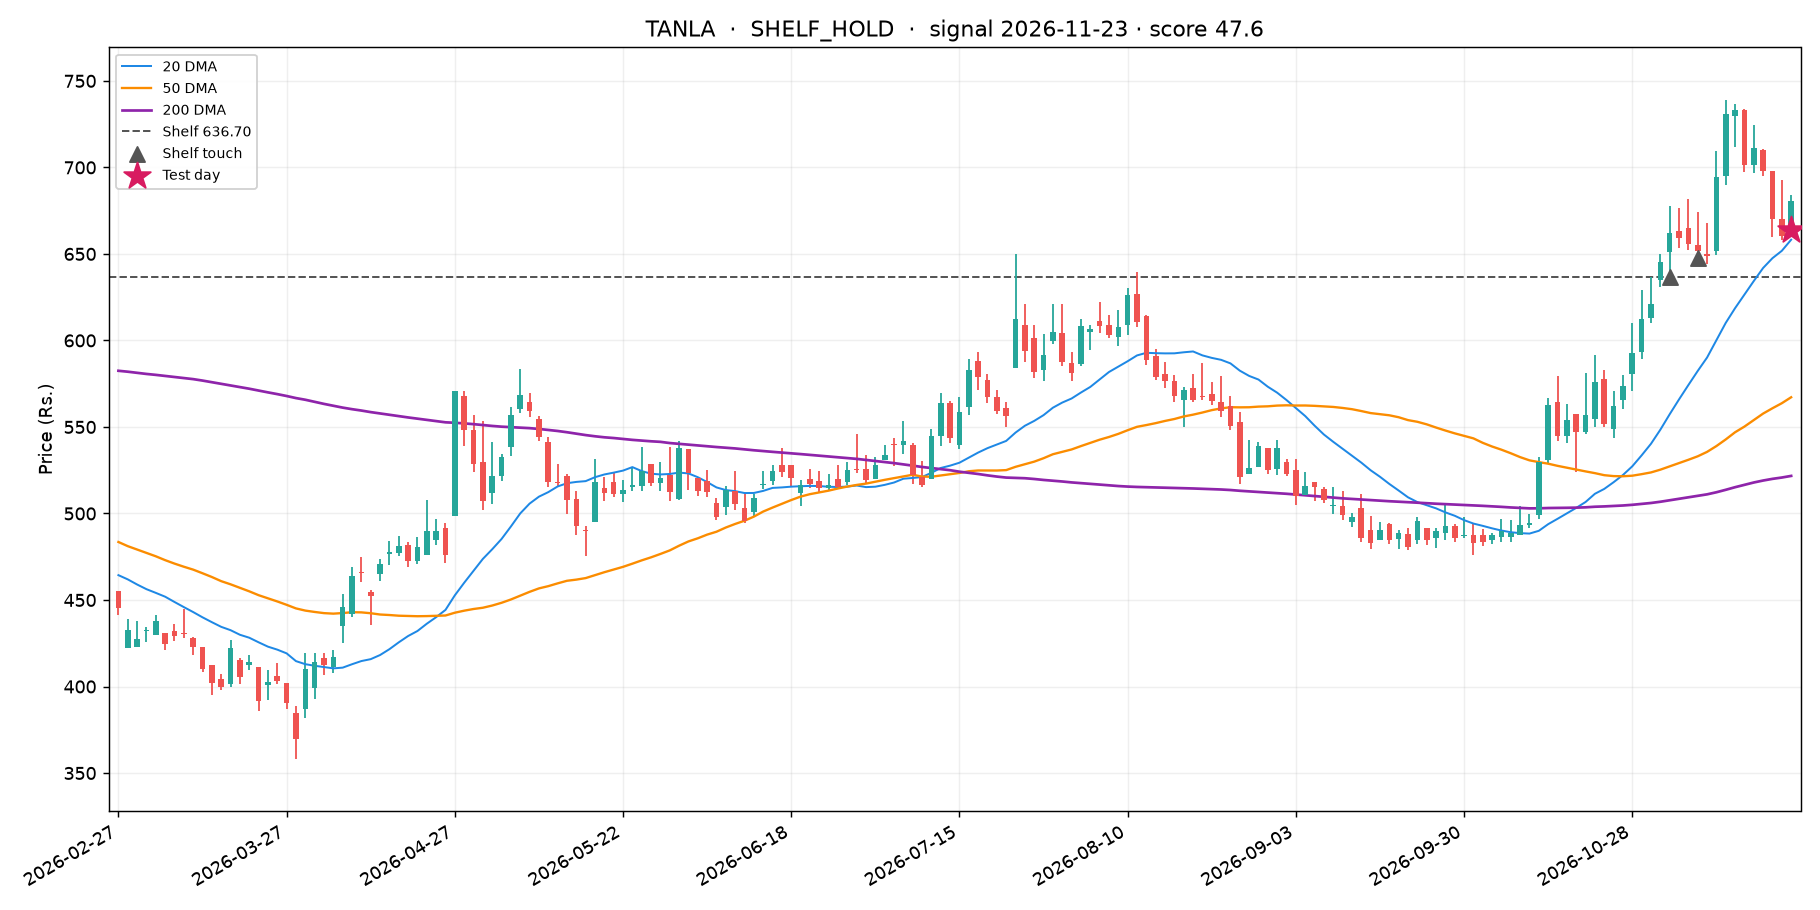 TANLA · SHELF_HOLD · signal 2026-11-23 · score 47.6
20 DMA
50 DMA
200 DMA
Shelf 636.70
Shelf touch
Test day
Price (Rs.)
750
700
650
600
550
500
450
400
350
2026-02-27
2026-03-27
2026-04-27
2026-05-22
2026-06-18
2026-07-15
2026-08-10
2026-09-03
2026-09-30
2026-10-28